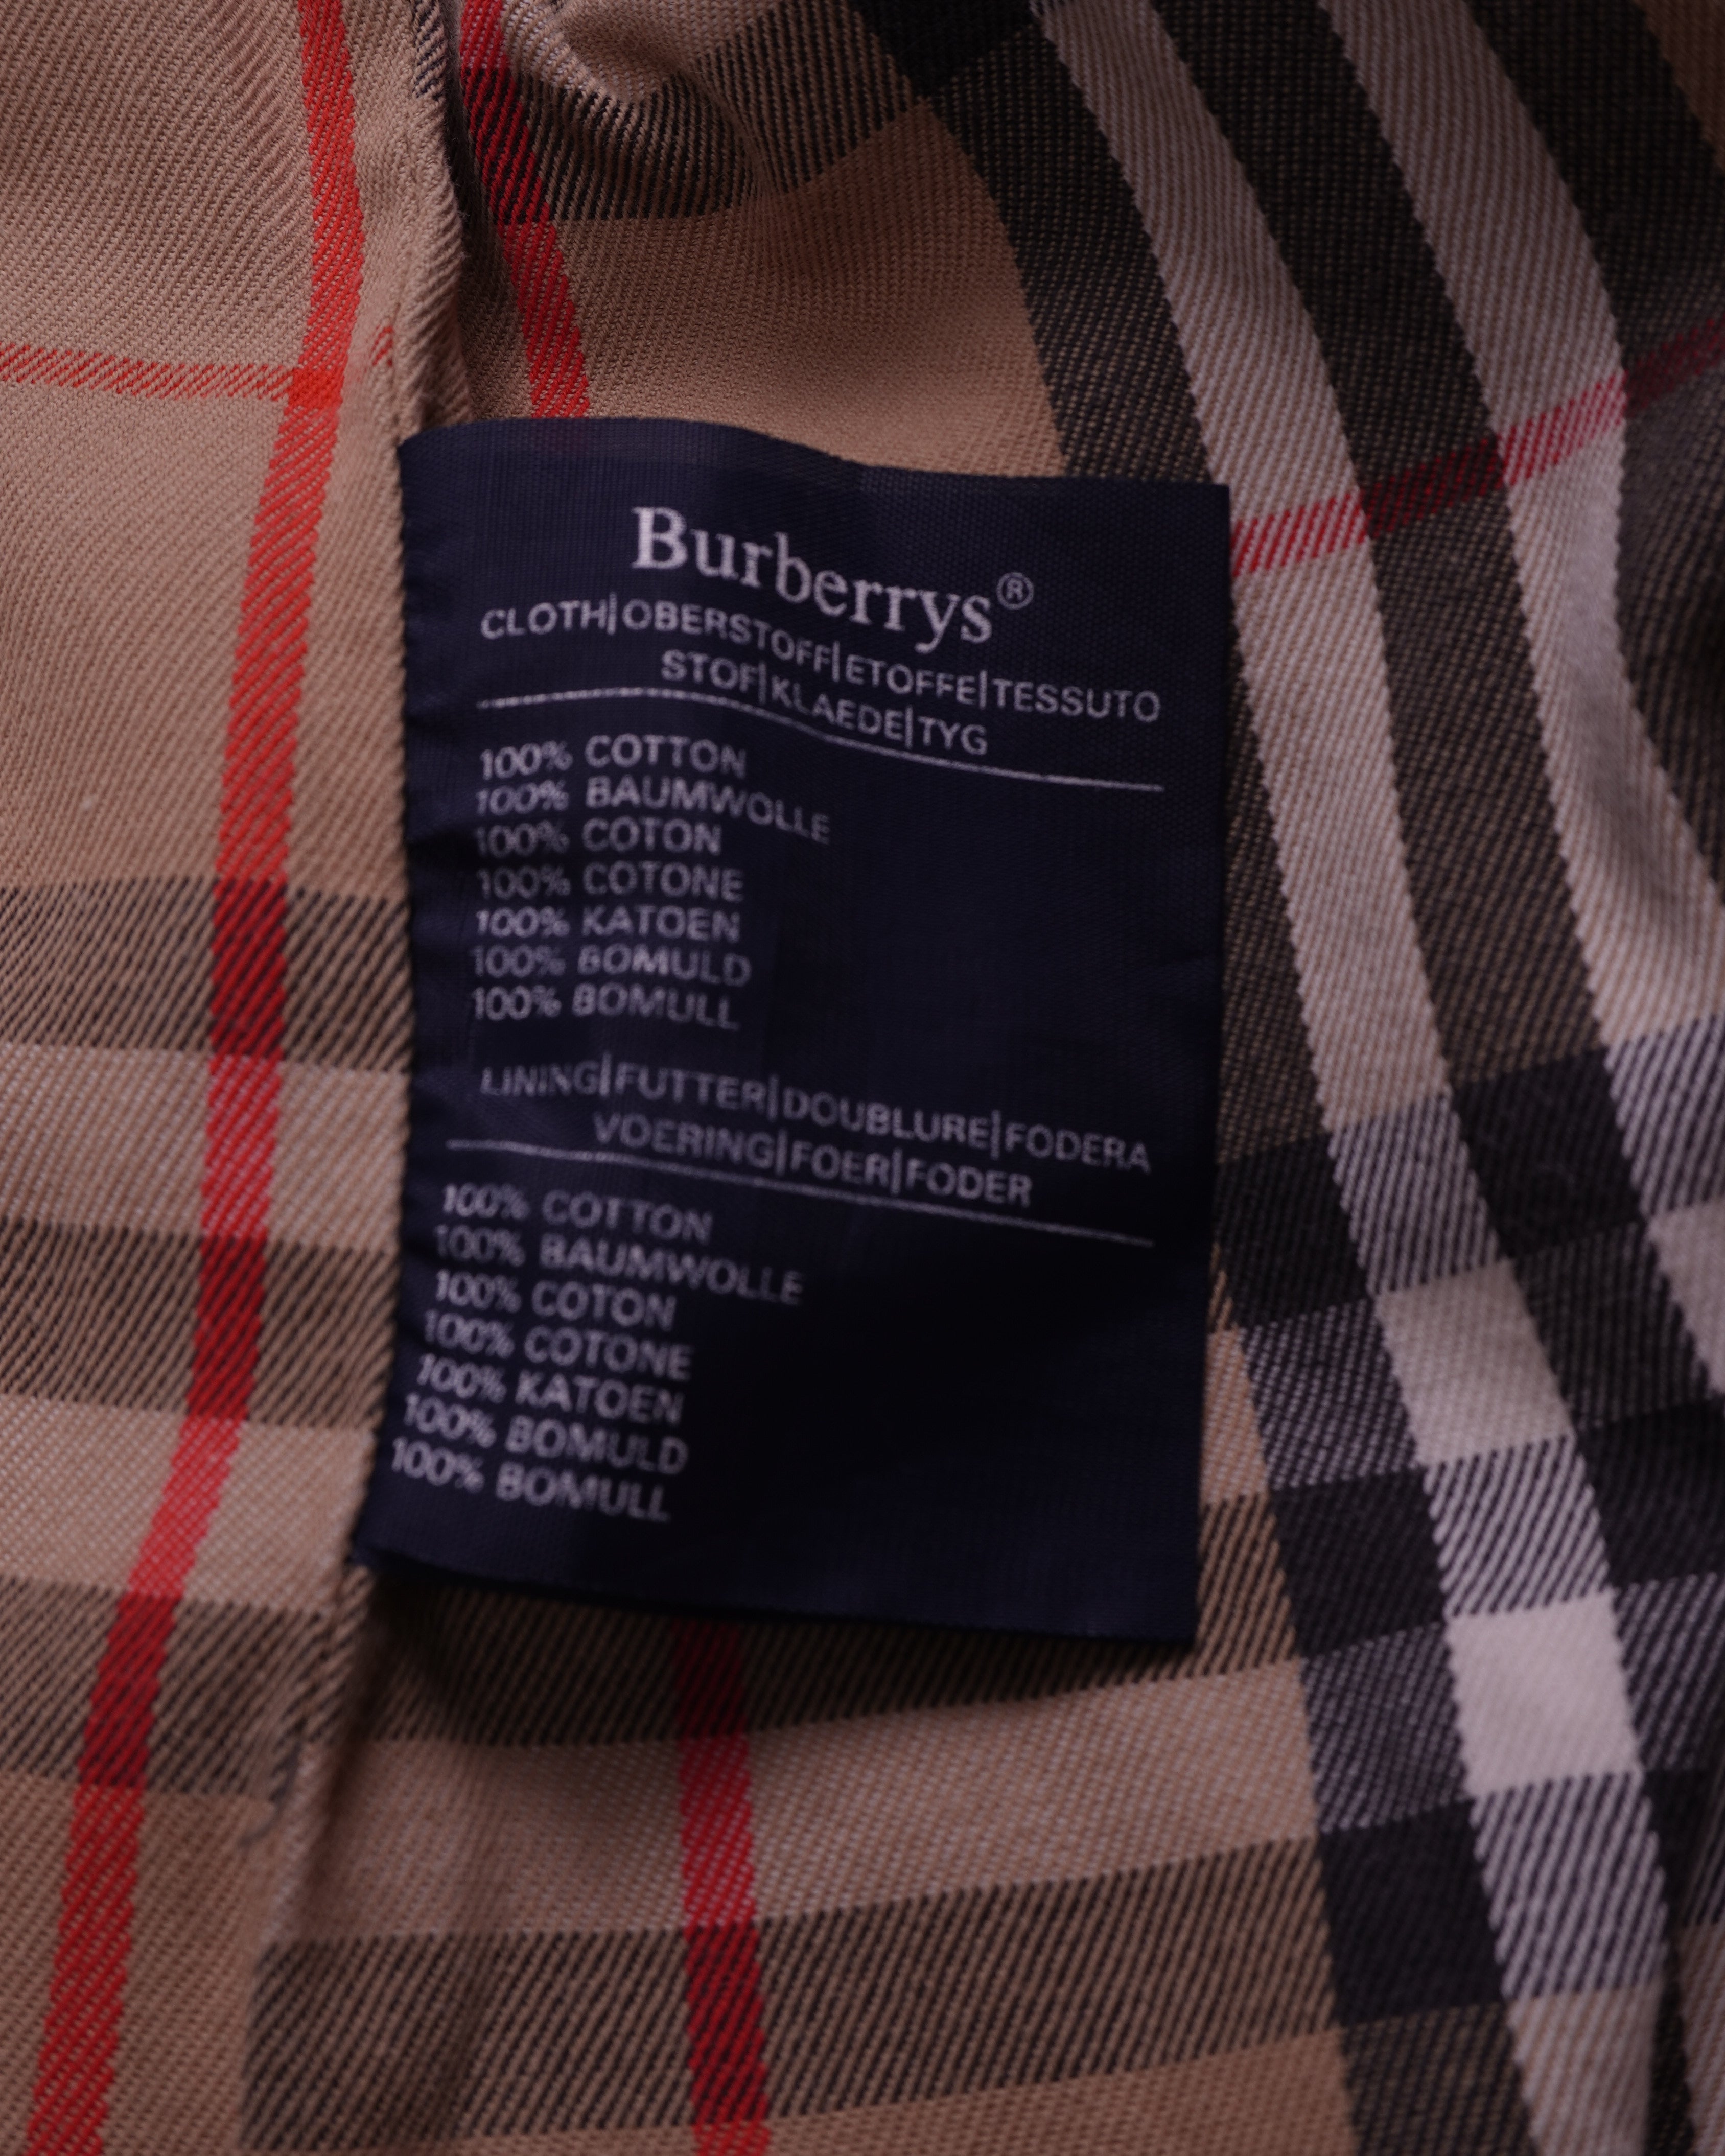 Burberrys®
CLOTH|OBERSTOFF|ETOFFE|TESSUTO
STOF|KLAEDE|TYG
100% COTTON
100% BAUMWOLLE
100% COTON
100% COTONE
100% KATOEN
100% BOMULD
100% BOMULL
LINING|FUTTER|DOUBLURE|FODERA
VOERING|FOER|FODER
100% COTTON
100% BAUMWOLLE
100% COTON
100% COTONE
100% KATOEN
100% BOMULD
100% BOMULL